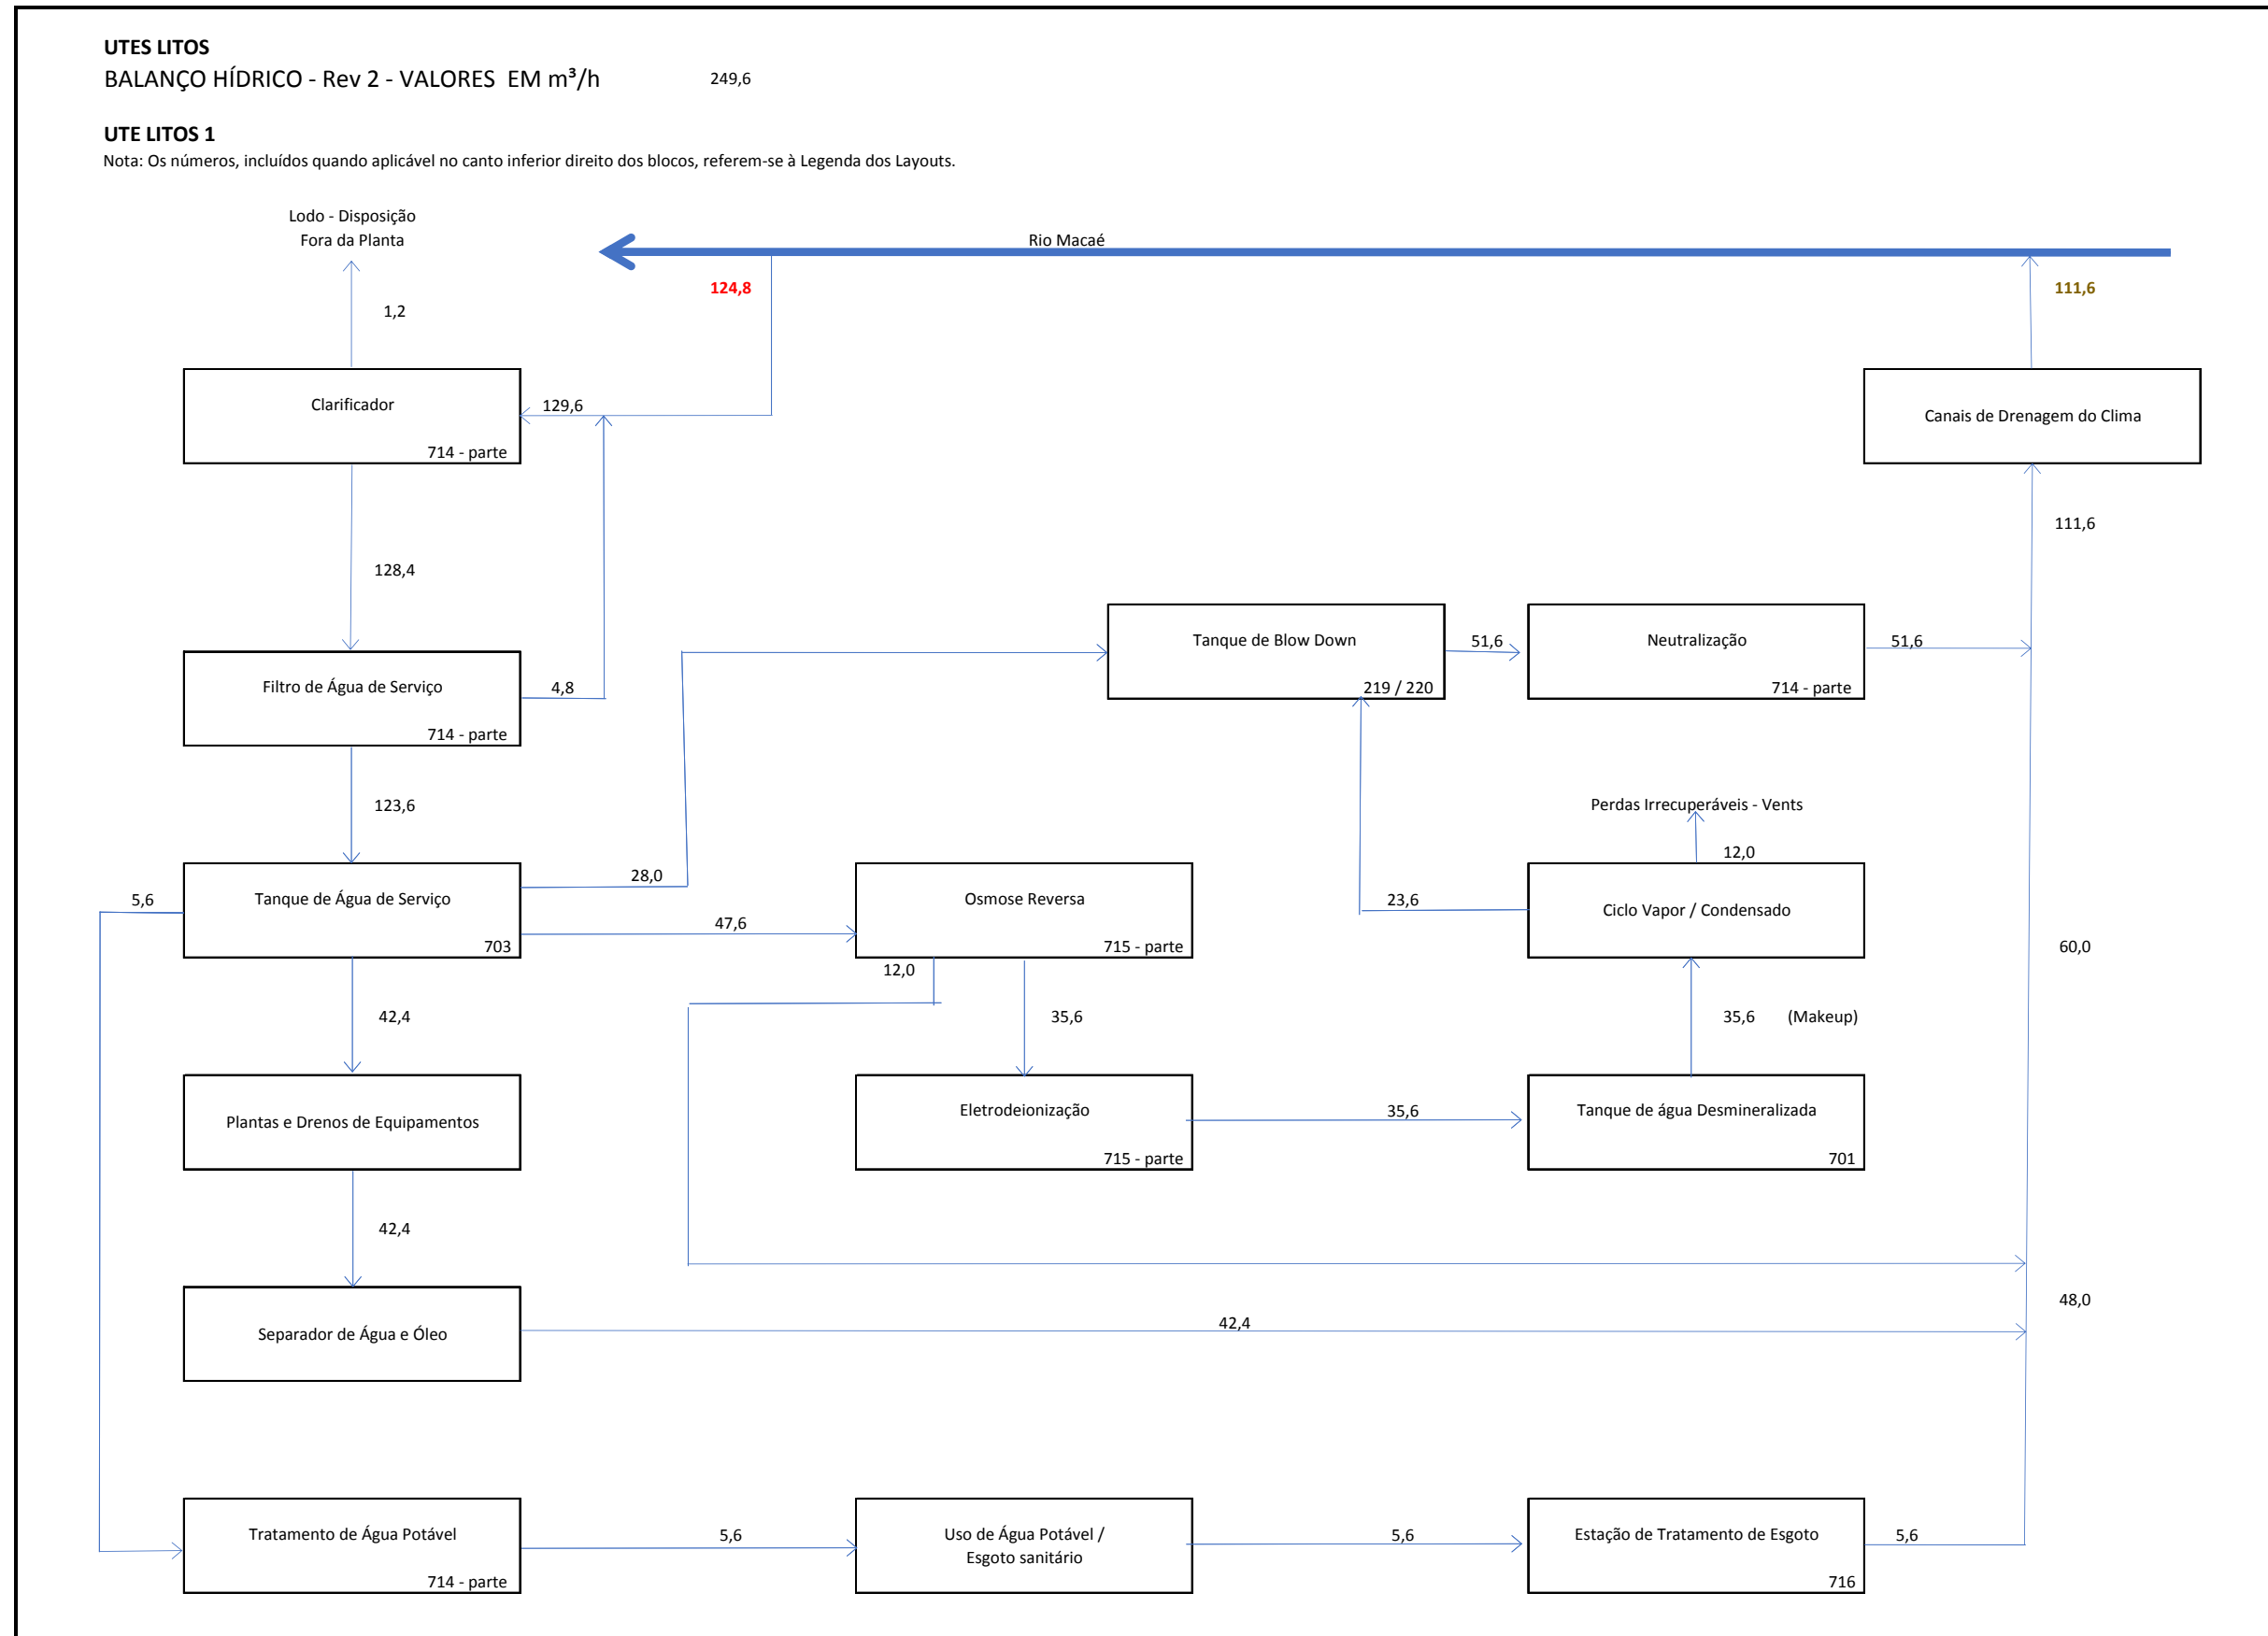 UTES LITOS
BALANÇO HÍDRICO - Rev 2 - VALORES EM m³/h
249,6
UTE LITOS 1
Nota: Os números, incluídos quando aplicável no canto inferior direito dos blocos, referem-se à Legenda dos Layouts.
Lodo - Disposição
Fora da Planta
Rio Macaé
124,8
111,6
1,2
Clarificador
714 - parte
129,6
Canais de Drenagem do Clima
111,6
128,4
Tanque de Blow Down
219 / 220
51,6
Neutralização
714 - parte
51,6
Filtro de Água de Serviço
714 - parte
4,8
123,6
Perdas Irrecuperáveis - Vents
12,0
5,6
Tanque de Água de Serviço
703
28,0
47,6
Osmose Reversa
715 - parte
23,6
Ciclo Vapor / Condensado
60,0
12,0
42,4
35,6
35,6 (Makeup)
Plantas e Drenos de Equipamentos
Eletrodeionização
715 - parte
35,6
Tanque de água Desmineralizada
701
42,4
48,0
Separador de Água e Óleo
42,4
Tratamento de Água Potável
714 - parte
5,6
Uso de Água Potável /
Esgoto sanitário
5,6
Estação de Tratamento de Esgoto
716
5,6